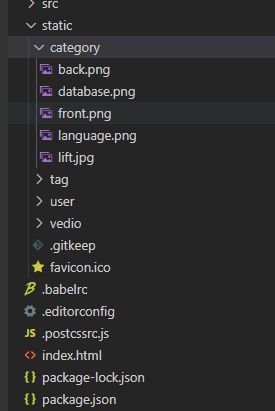 src
static
category
back.png
database.png
front.png
language.png
lift.jpg
tag
user
vedio
.gitkeep
favicon.ico
.babelrc
.editorconfig
JS .postcssrc.js
<> index.html
{} package-lock.json
{} package.json